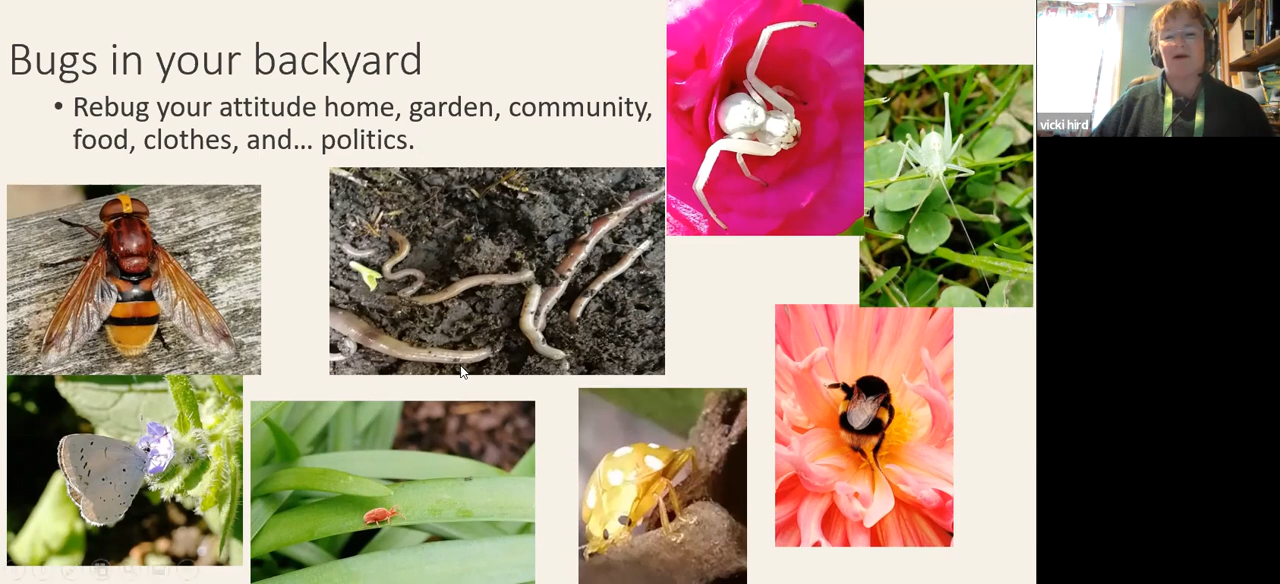 Bugs in your backyard
• Rebug your attitude home, garden, community,
food, clothes, and... politics.
vicki hird